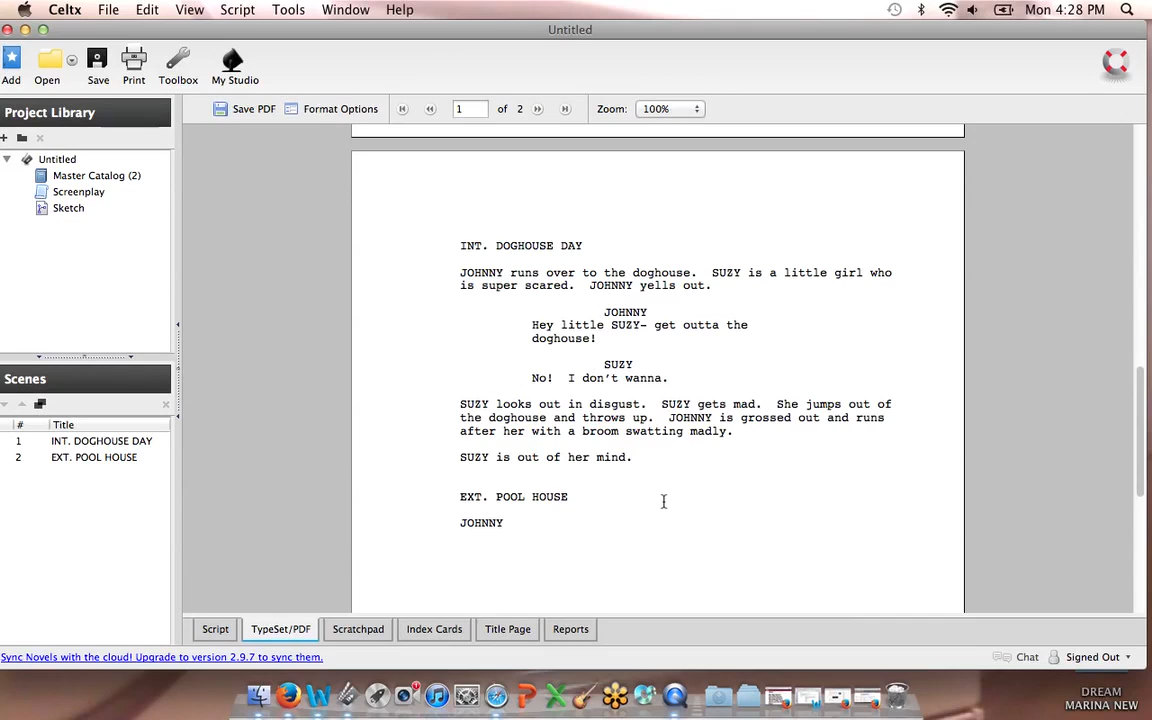 Celtx File Edit View Script Tools Window Help Mon 4:28 PM
Untitled
Add Open Save Print Toolbox My Studio
Project Library
Save PDF Format Options 1 of 2 Zoom: 100%
Untitled
Master Catalog (2)
Screenplay
Sketch
INT. DOGHOUSE DAY
JOHNNY runs over to the doghouse. SUZY is a little girl who
is super scared. JOHNNY yells out.
JOHNNY
Hey little SUZY- get outta the
doghouse!
SUZY
No! I don't wanna.
SUZY looks out in disgust. SUZY gets mad. She jumps out of
the doghouse and throws up. JOHNNY is grossed out and runs
after her with a broom swatting madly.
SUZY is out of her mind.
EXT. POOL HOUSE
JOHNNY
Scenes
# Title
1 INT. DOGHOUSE DAY
2 EXT. POOL HOUSE
Script TypeSet/PDF Scratchpad Index Cards Title Page Reports
Sync Novels with the cloud! Upgrade to version 2.9.7 to sync them. Chat Signed Out
DREAM
MARINA NEW